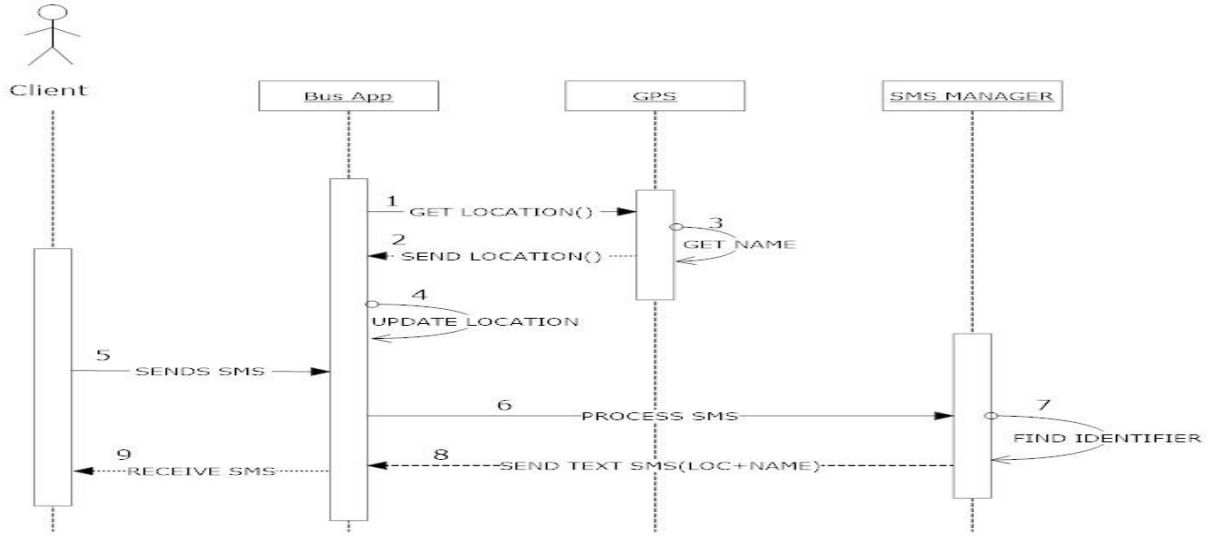 Client
Bus App
GPS
SMS MANAGER
1
GET LOCATION()
3
GET NAME
2
SEND LOCATION()
4
UPDATE LOCATION
5
SENDS SMS
6
PROCESS SMS
7
FIND IDENTIFIER
8
SEND TEXT SMS(LOC+NAME)
9
RECEIVE SMS